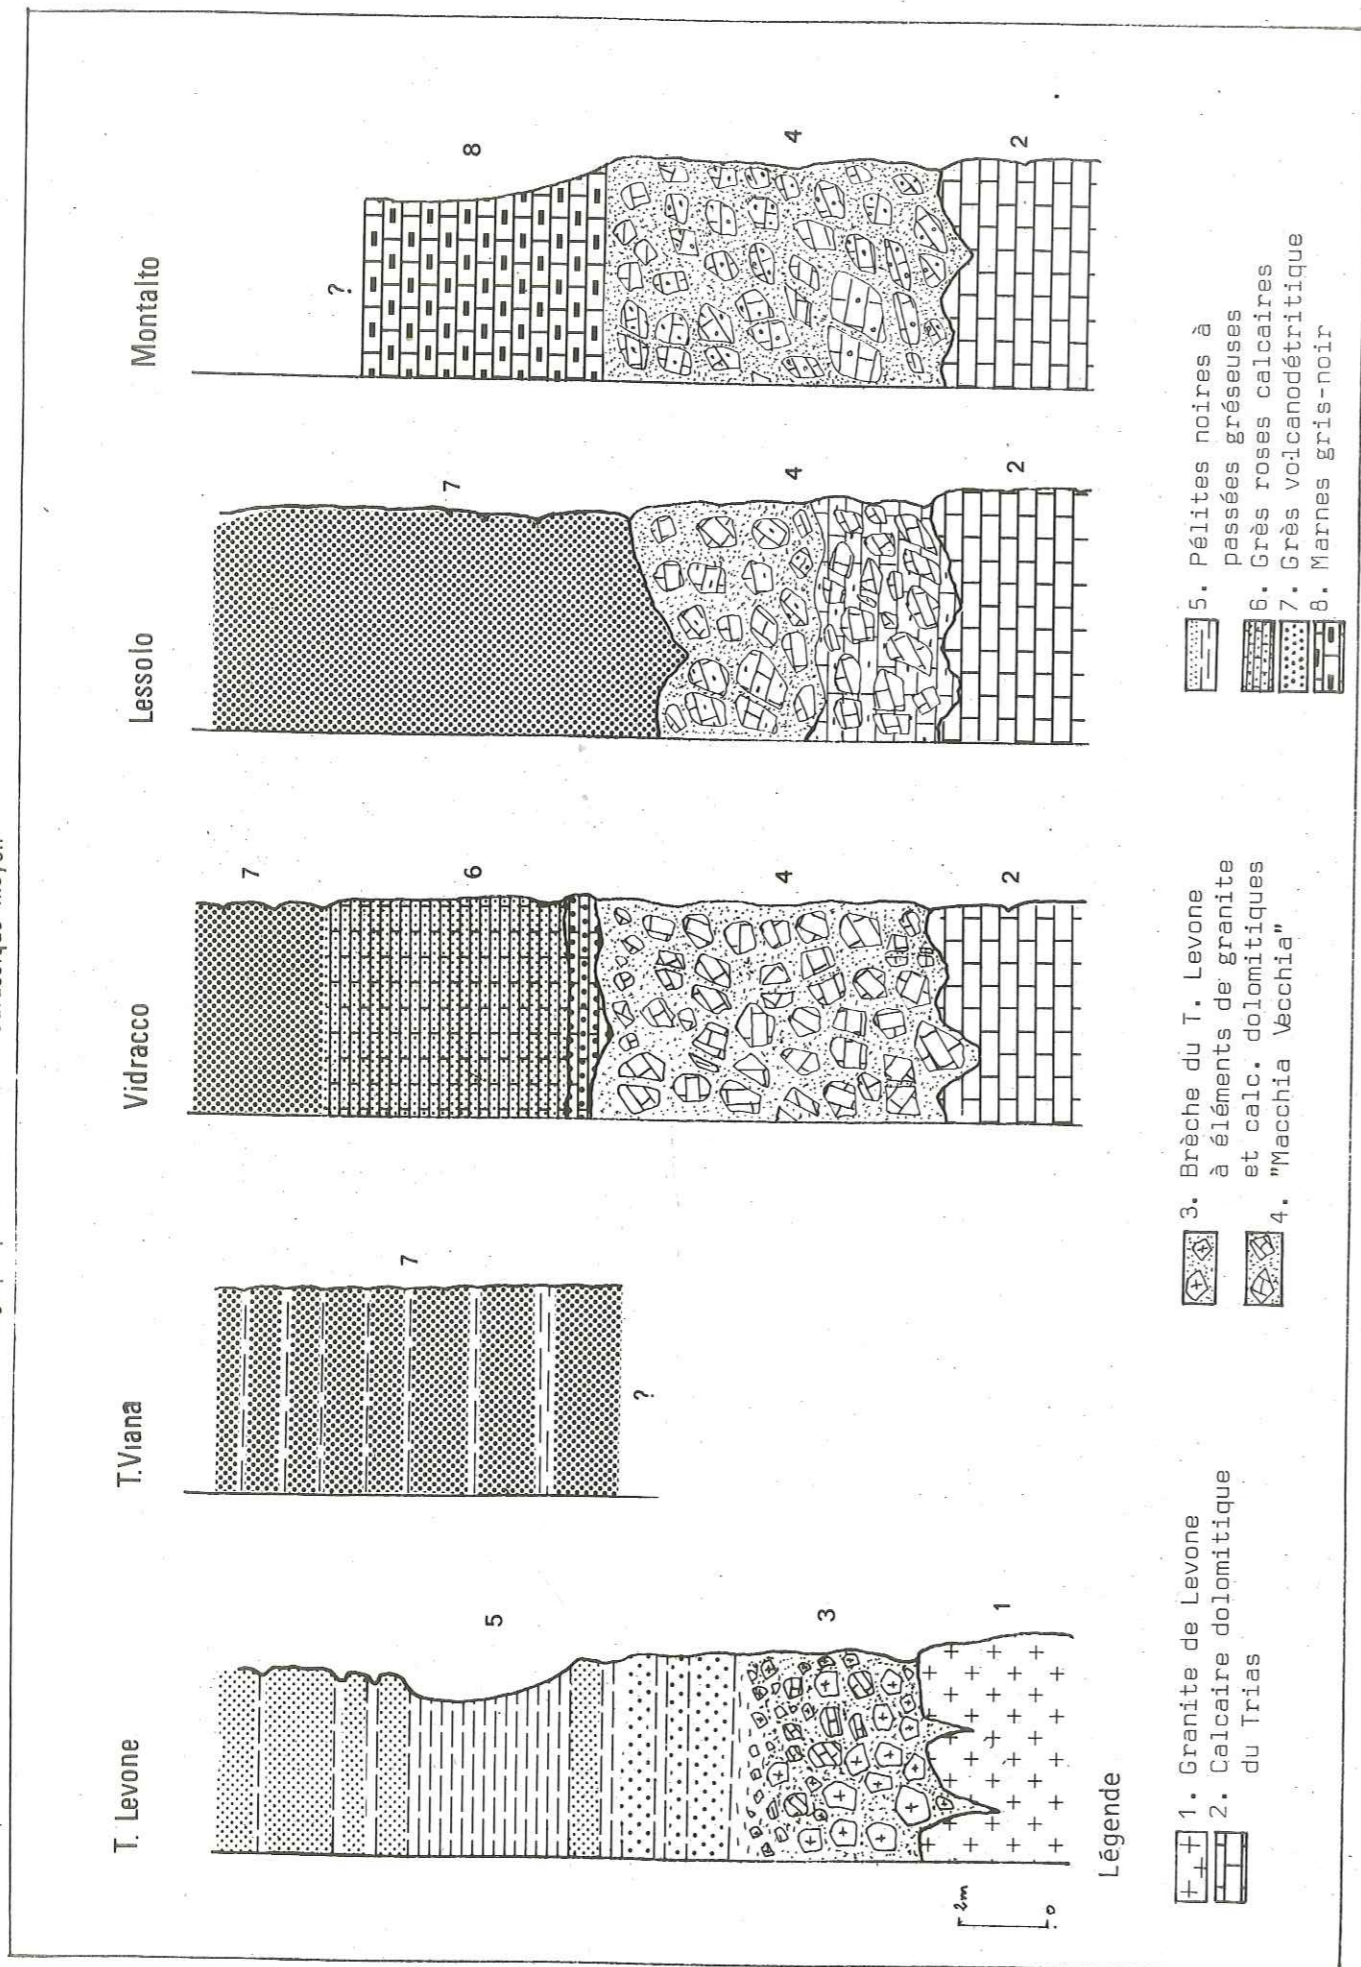 T. Levone
T. Viana
Vidracco
Lessolo
Montalto
5
3
1
7
?
7
6
4
2
7
4
2
?
8
4
2
2m
0
Légende
1. Granite de Levone
2. Calcaire dolomitique
du Trias
3. Brèche du T. Levone
à éléments de granite
et calc. dolomitiques
4. "Macchia Vecchia"
5. Pélites noires à
passées gréseuses
6. Grès roses calcaires
7. Grès volcanodétritique
8. Marnes gris-noir